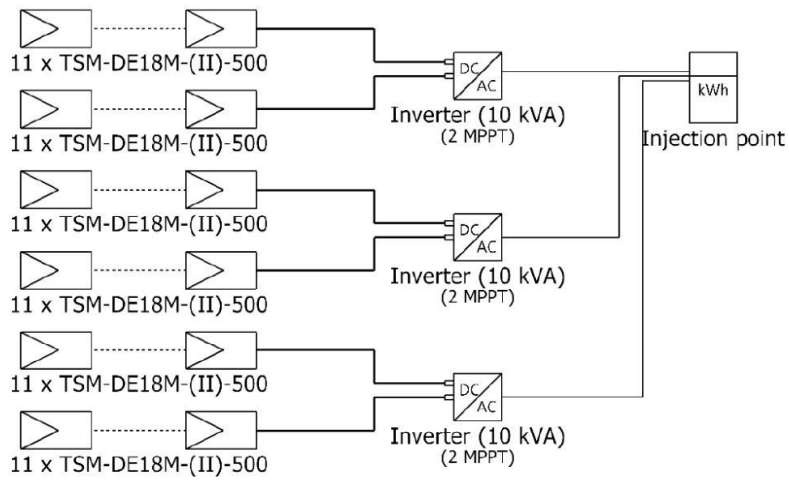 11 x TSM-DE18M-(II)-500
DC
AC
kWh
11 x TSM-DE18M-(II)-500
Inverter (10 kVA)
(2 MPPT)
Injection point
11 x TSM-DE18M-(II)-500
DC
AC
11 x TSM-DE18M-(II)-500
Inverter (10 kVA)
(2 MPPT)
11 x TSM-DE18M-(II)-500
DC
AC
11 x TSM-DE18M-(II)-500
Inverter (10 kVA)
(2 MPPT)